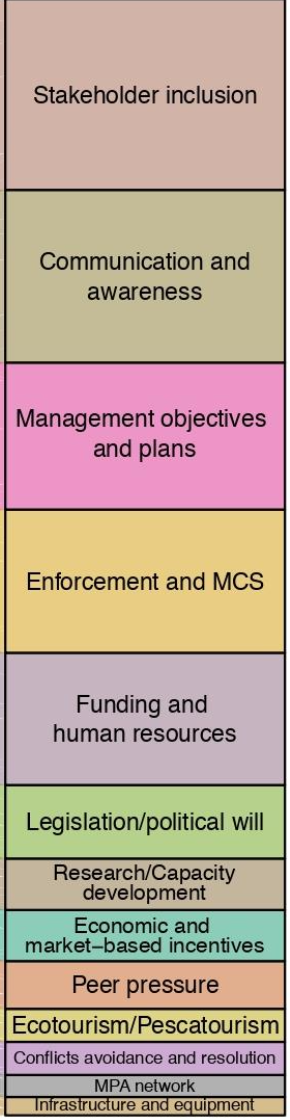 Stakeholder inclusion
Communication and
awareness
Management objectives
and plans
Enforcement and MCS
Funding and
human resources
Legislation/political will
Research/Capacity
development
Economic and
market–based incentives
Peer pressure
Ecotourism/Pescatourism
Conflicts avoidance and resolution
MPA network
Infrastructure and equipment